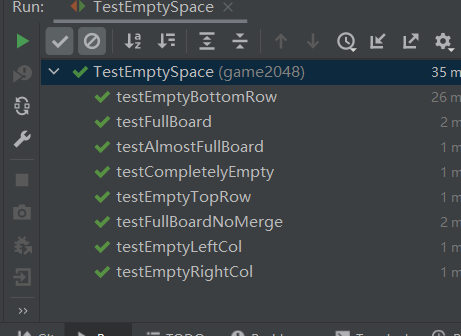 Run: TestEmptySpace ×
TestEmptySpace (game2048) 35 m
testEmptyBottomRow 26 m
testFullBoard 2 m
testAlmostFullBoard 1 m
testCompletelyEmpty 1 m
testEmptyTopRow 1 m
testFullBoardNoMerge 2 m
testEmptyLeftCol 1 m
testEmptyRightCol 1 m